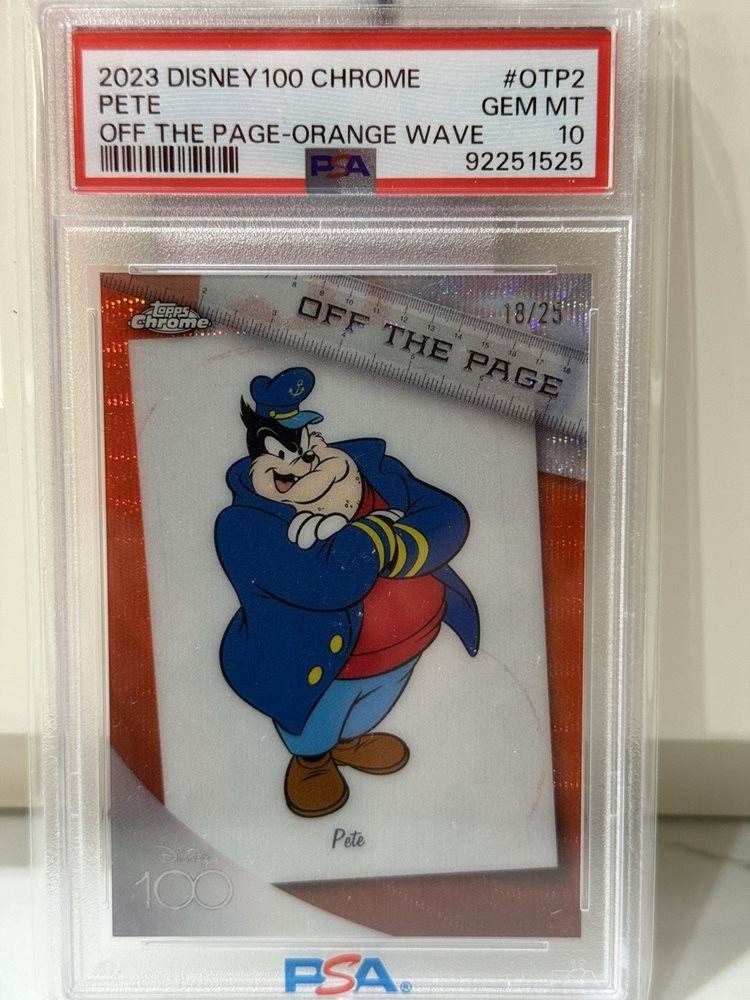 2023 DISNEY100 CHROME #OTP2
PETE GEM MT
OFF THE PAGE-ORANGE WAVE 10
PSA 92251525
Topps Chrome
18/25
OFF THE PAGE
Pete
Disney
100
PSA